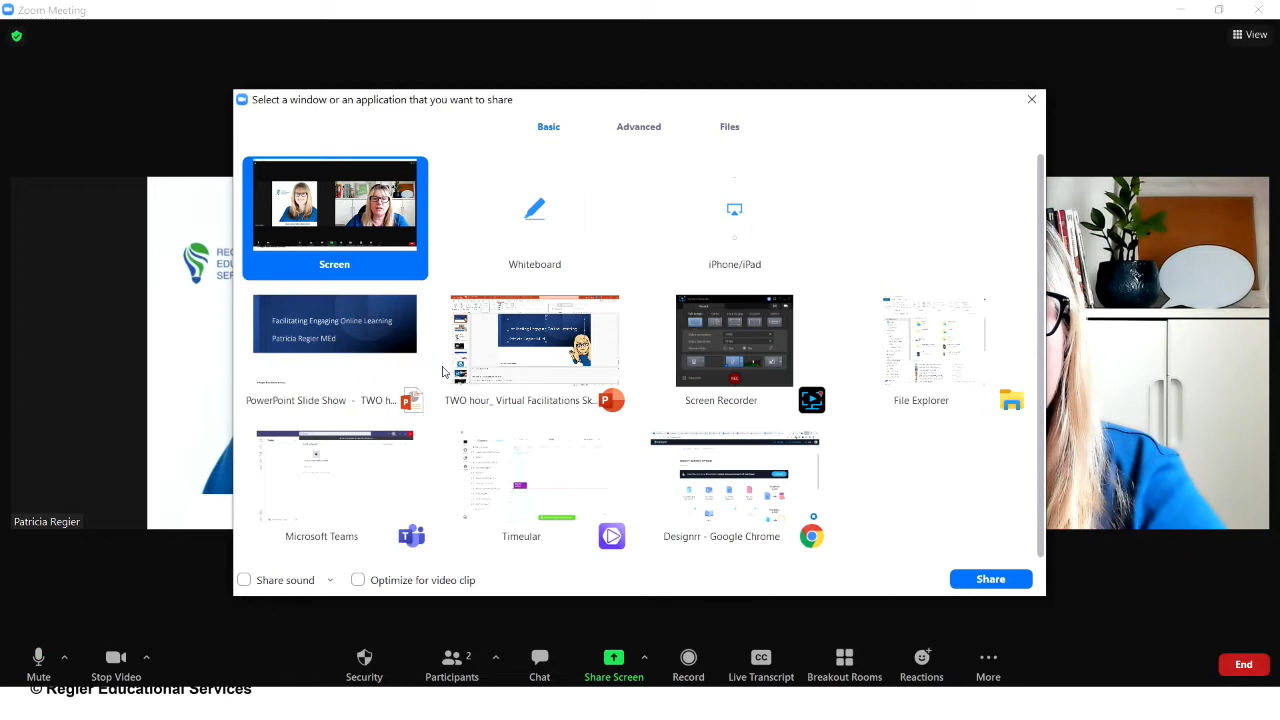 Zoom Meeting
View
Select a window or an application that you want to share
Basic
Advanced
Files
Screen
Whiteboard
iPhone/iPad
Facilitating Engaging Online Learning
Patricia Regier MEd
PowerPoint Slide Show - TWO h...
TWO hour_ Virtual Facilitations Sk...
Screen Recorder
File Explorer
Microsoft Teams
Timeular
Designrr - Google Chrome
Share sound
Optimize for video clip
Share
Patricia Regier
Mute
Stop Video
Security
2
Participants
Chat
Share Screen
Record
CC
Live Transcript
Breakout Rooms
Reactions
More
End
© Regier Educational Services